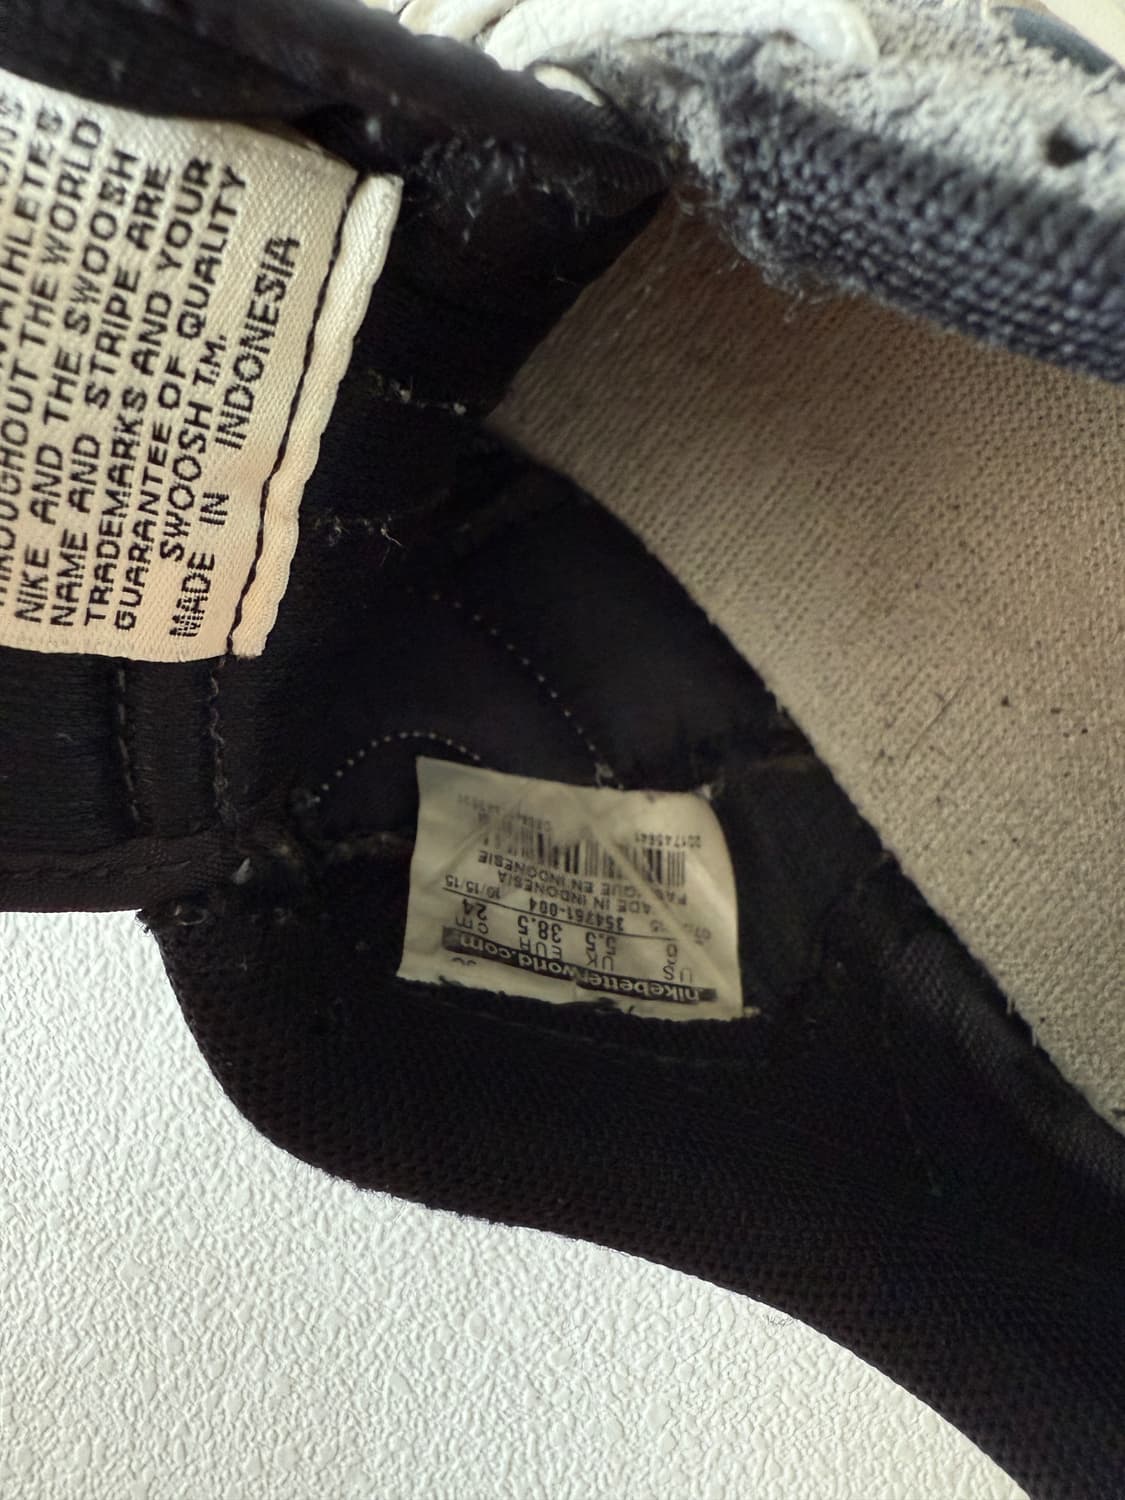 ATHLETES
THROUGHOUT THE WORLD
NIKE AND THE SWOOSH
NAME AND STRIPE ARE
TRADEMARKS AND YOUR
GUARANTEE OF QUALITY
SWOOSH T.M.
MADE IN INDONESIA
nikebetterworld.com
US UK EUR cm
6 5.5 38.5 24
354761-004
10/15/15
MADE IN INDONESIA
EN INDONESIE